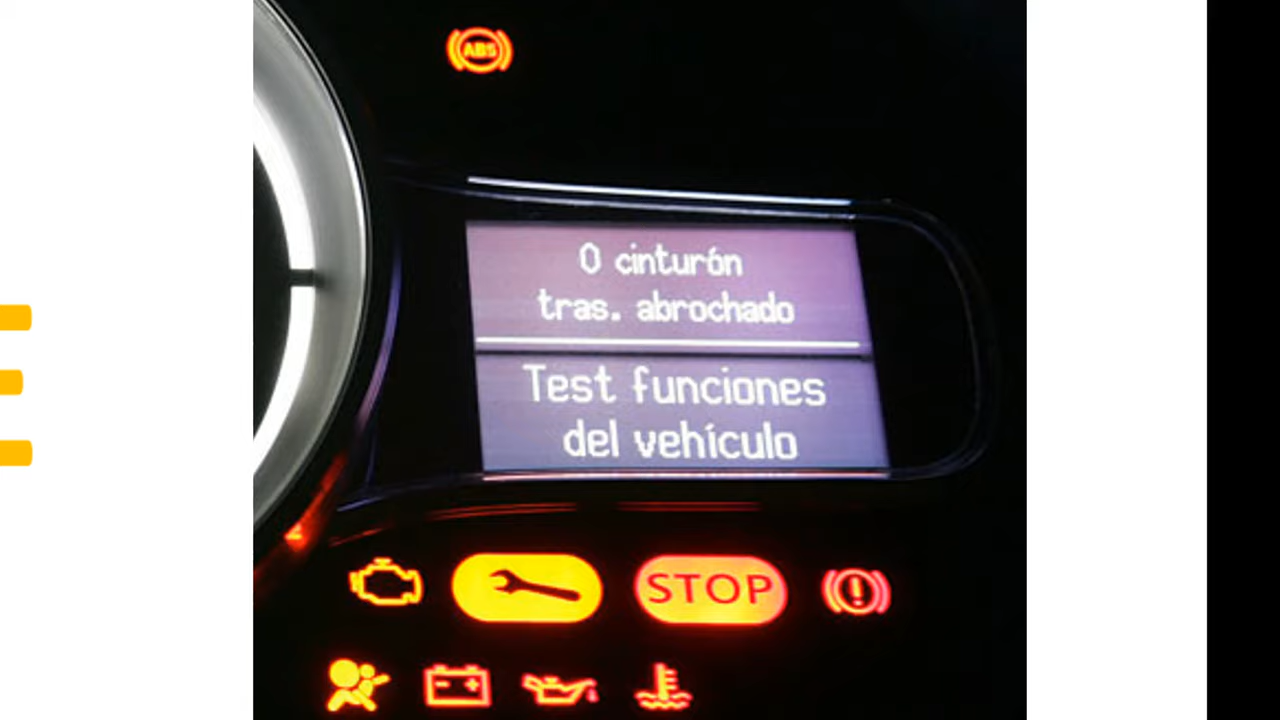 ABS
0 cinturón
tras. abrochado
Test funciones
del vehículo
STOP